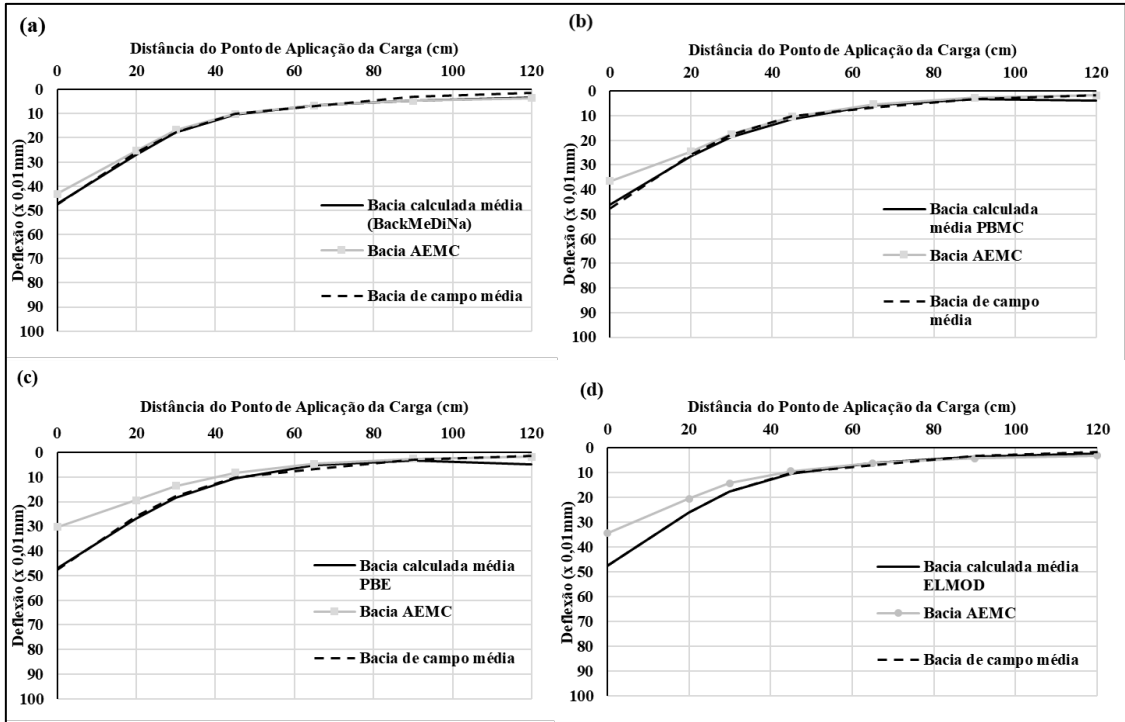 (a)
Distância do Ponto de Aplicação da Carga (cm)
0 20 40 60 80 100 120
0
10
20
30
40
50
60
70
80
90
100
Deflexão (x 0,01mm)
Bacia calculada média
(BackMeDiNa)
Bacia AEMC
Bacia de campo média
(b)
Distância do Ponto de Aplicação da Carga (cm)
0 20 40 60 80 100 120
0
10
20
30
40
50
60
70
80
90
100
Deflexão (x 0,01mm)
Bacia calculada
média PBMC
Bacia AEMC
Bacia de campo
média
(c)
Distância do Ponto de Aplicação da Carga (cm)
0 20 40 60 80 100 120
0
10
20
30
40
50
60
70
80
90
100
Deflexão (x 0,01mm)
Bacia calculada média
PBE
Bacia AEMC
Bacia de campo média
(d)
Distância do Ponto de Aplicação da Carga (cm)
0 20 40 60 80 100 120
0
10
20
30
40
50
60
70
80
90
100
Deflexão (x 0,01mm)
Bacia calculada média
ELMOD
Bacia AEMC
Bacia de campo média